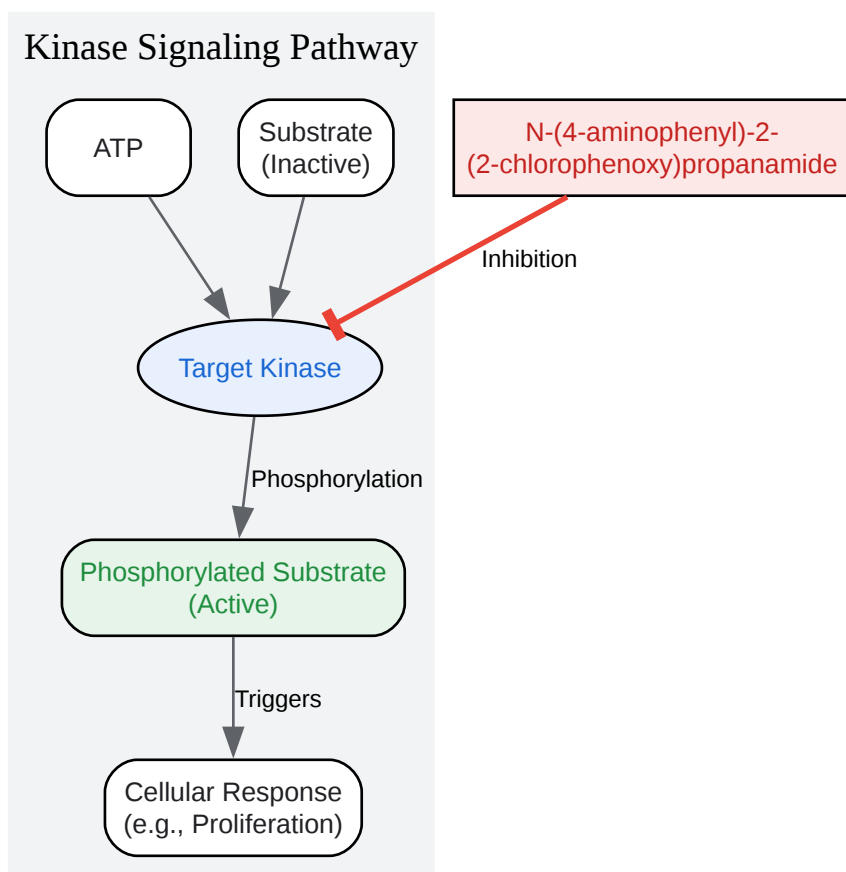 Kinase Signaling Pathway
ATP
Substrate
(Inactive)
N-(4-aminophenyl)-2-
(2-chlorophenoxy)propanamide
Inhibition
Target Kinase
Phosphorylation
Phosphorylated Substrate
(Active)
Triggers
Cellular Response
(e.g., Proliferation)